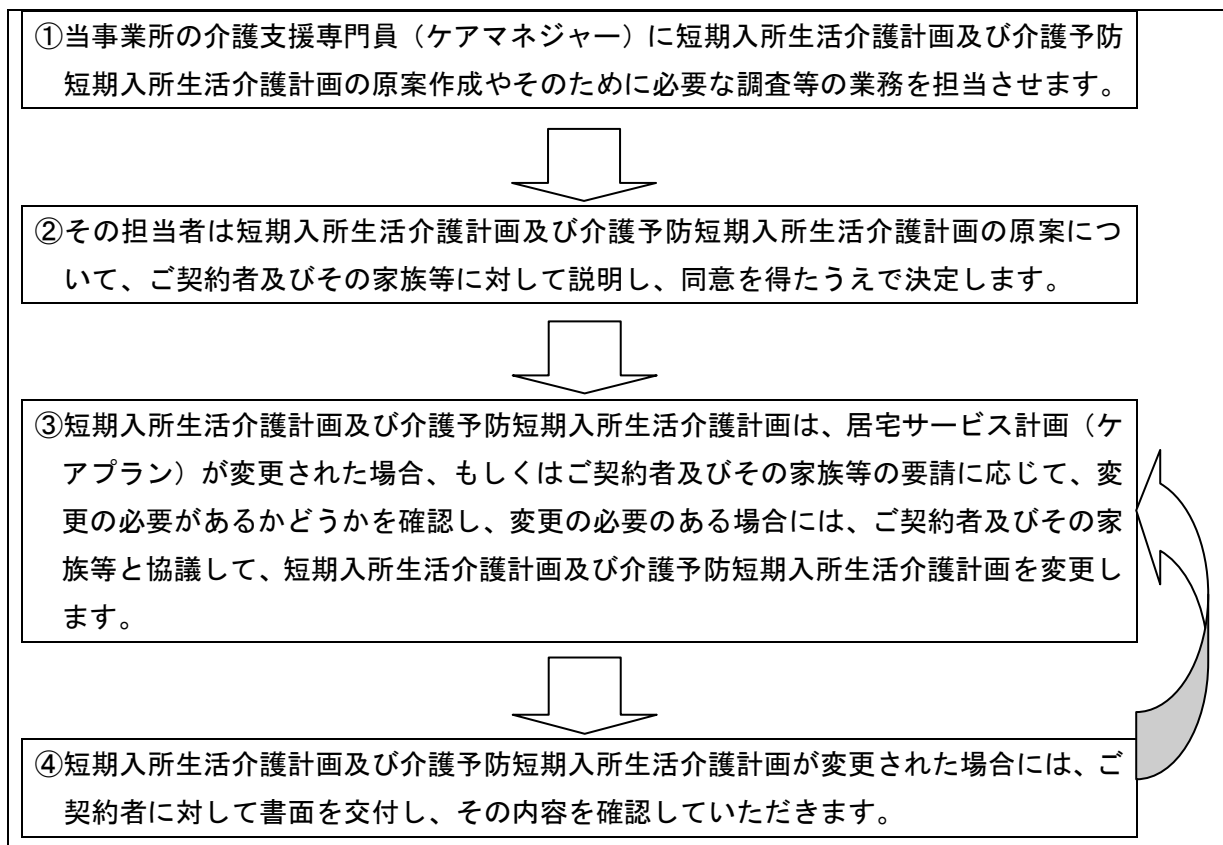 ①当事業所の介護支援専門員（ケアマネジャー）に短期入所生活介護計画及び介護予防
短期入所生活介護計画の原案作成やそのために必要な調査等の業務を担当させます。
②その担当者は短期入所生活介護計画及び介護予防短期入所生活介護計画の原案につ
いて、ご契約者及びその家族等に対して説明し、同意を得たうえで決定します。
③短期入所生活介護計画及び介護予防短期入所生活介護計画は、居宅サービス計画（ケ
アプラン）が変更された場合、もしくはご契約者及びその家族等の要請に応じて、変
更の必要があるかどうかを確認し、変更の必要のある場合には、ご契約者及びその家
族等と協議して、短期入所生活介護計画及び介護予防短期入所生活介護計画を変更し
ます。
④短期入所生活介護計画及び介護予防短期入所生活介護計画が変更された場合には、ご
契約者に対して書面を交付し、その内容を確認していただきます。